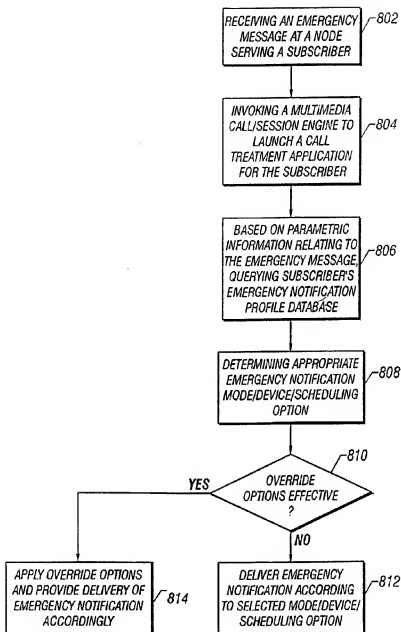 RECEIVING AN EMERGENCY
MESSAGE AT A NODE
SERVING A SUBSCRIBER
802
INVOKING A MULTIMEDIA
CALL/SESSION ENGINE TO
LAUNCH A CALL
TREATMENT APPLICATION
FOR THE SUBSCRIBER
804
BASED ON PARAMETRIC
INFORMATION RELATING TO
THE EMERGENCY MESSAGE,
QUERYING SUBSCRIBER'S
EMERGENCY NOTIFICATION
PROFILE DATABASE
806
DETERMINING APPROPRIATE
EMERGENCY NOTIFICATION
MODE/DEVICE/SCHEDULING
OPTION
808
810
YES
OVERRIDE
OPTIONS EFFECTIVE
?
NO
APPLY OVERRIDE OPTIONS
AND PROVIDE DELIVERY OF
EMERGENCY NOTIFICATION
ACCORDINGLY
814
DELIVER EMERGENCY
NOTIFICATION ACCORDING
TO SELECTED MODE/DEVICE/
SCHEDULING OPTION
812